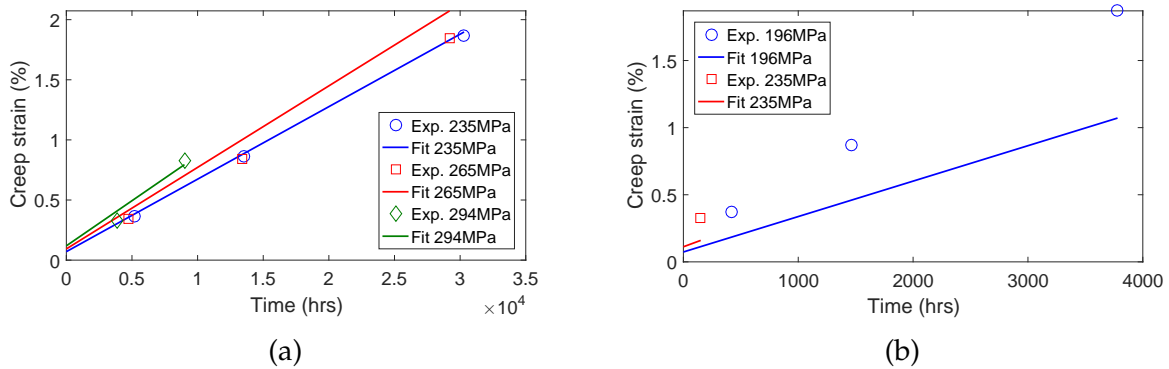 2
1.5
1
0.5
0
Creep strain (%)
Exp. 235MPa
Fit 235MPa
Exp. 265MPa
Fit 265MPa
Exp. 294MPa
Fit 294MPa
0 0.5 1 1.5 2 2.5 3 3.5
Time (hrs)
× 10^4
(a)
1.5
1
0.5
0
Creep strain (%)
Exp. 196MPa
Fit 196MPa
Exp. 235MPa
Fit 235MPa
0 1000 2000 3000 4000
Time (hrs)
(b)